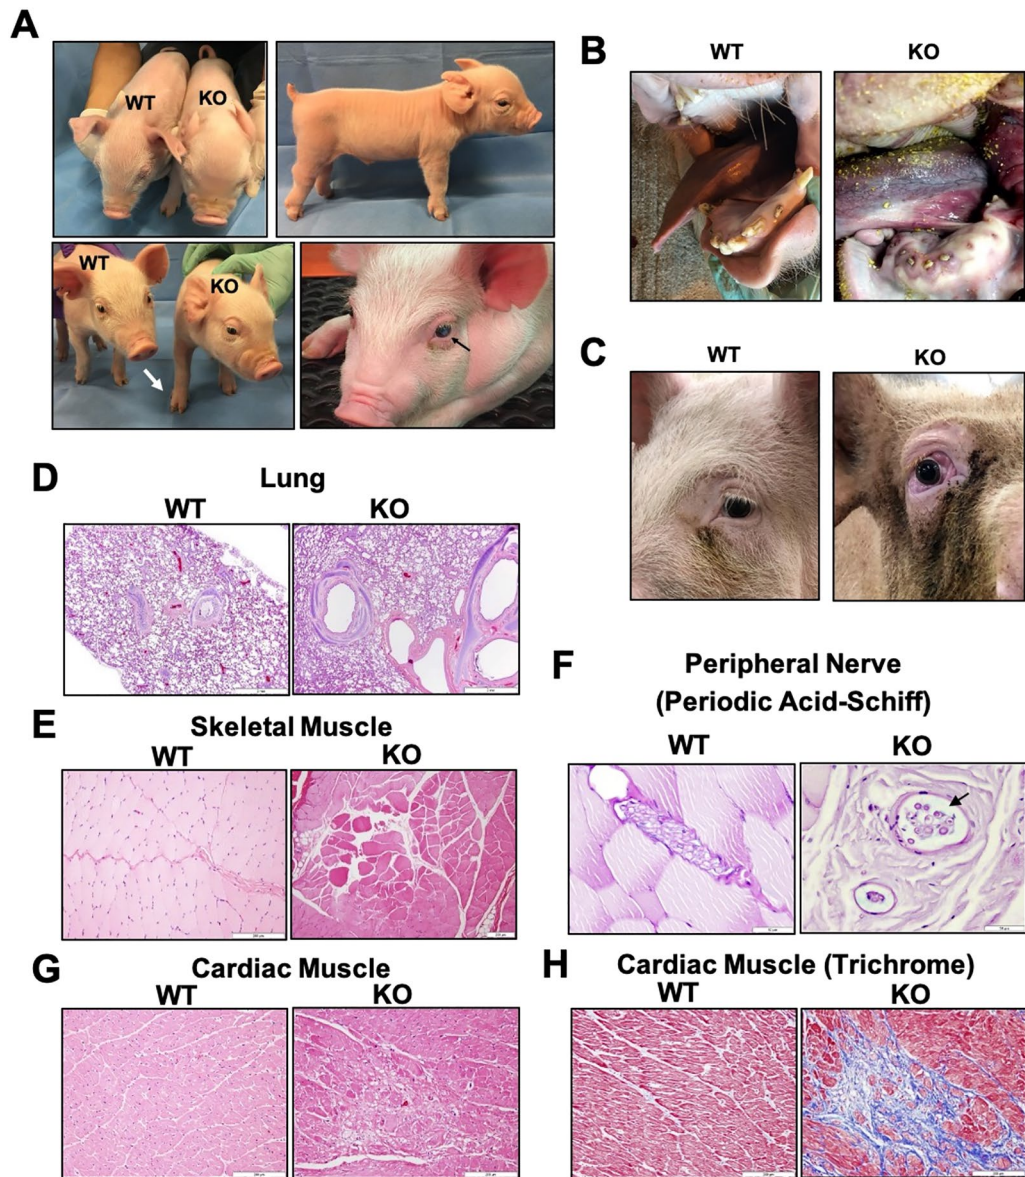 A
WT
KO
WT
KO
B
WT
KO
C
WT
KO
D
Lung
WT
KO
E
Skeletal Muscle
WT
KO
F
Peripheral Nerve
(Periodic Acid-Schiff)
WT
KO
G
Cardiac Muscle
WT
KO
H
Cardiac Muscle (Trichrome)
WT
KO